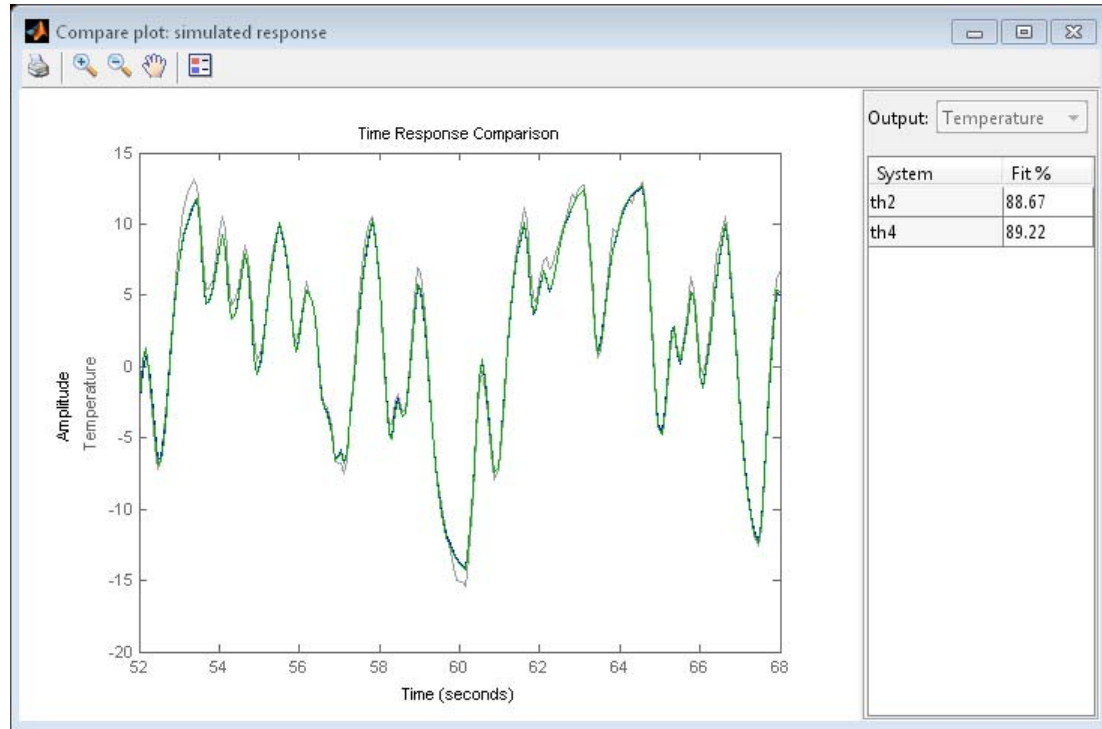 Compare plot: simulated response
Time Response Comparison
15
10
5
0
-5
-10
-15
-20
Amplitude
Temperature
52
54
56
58
60
62
64
66
68
Time (seconds)
Output: Temperature
System Fit %
th2 88.67
th4 89.22